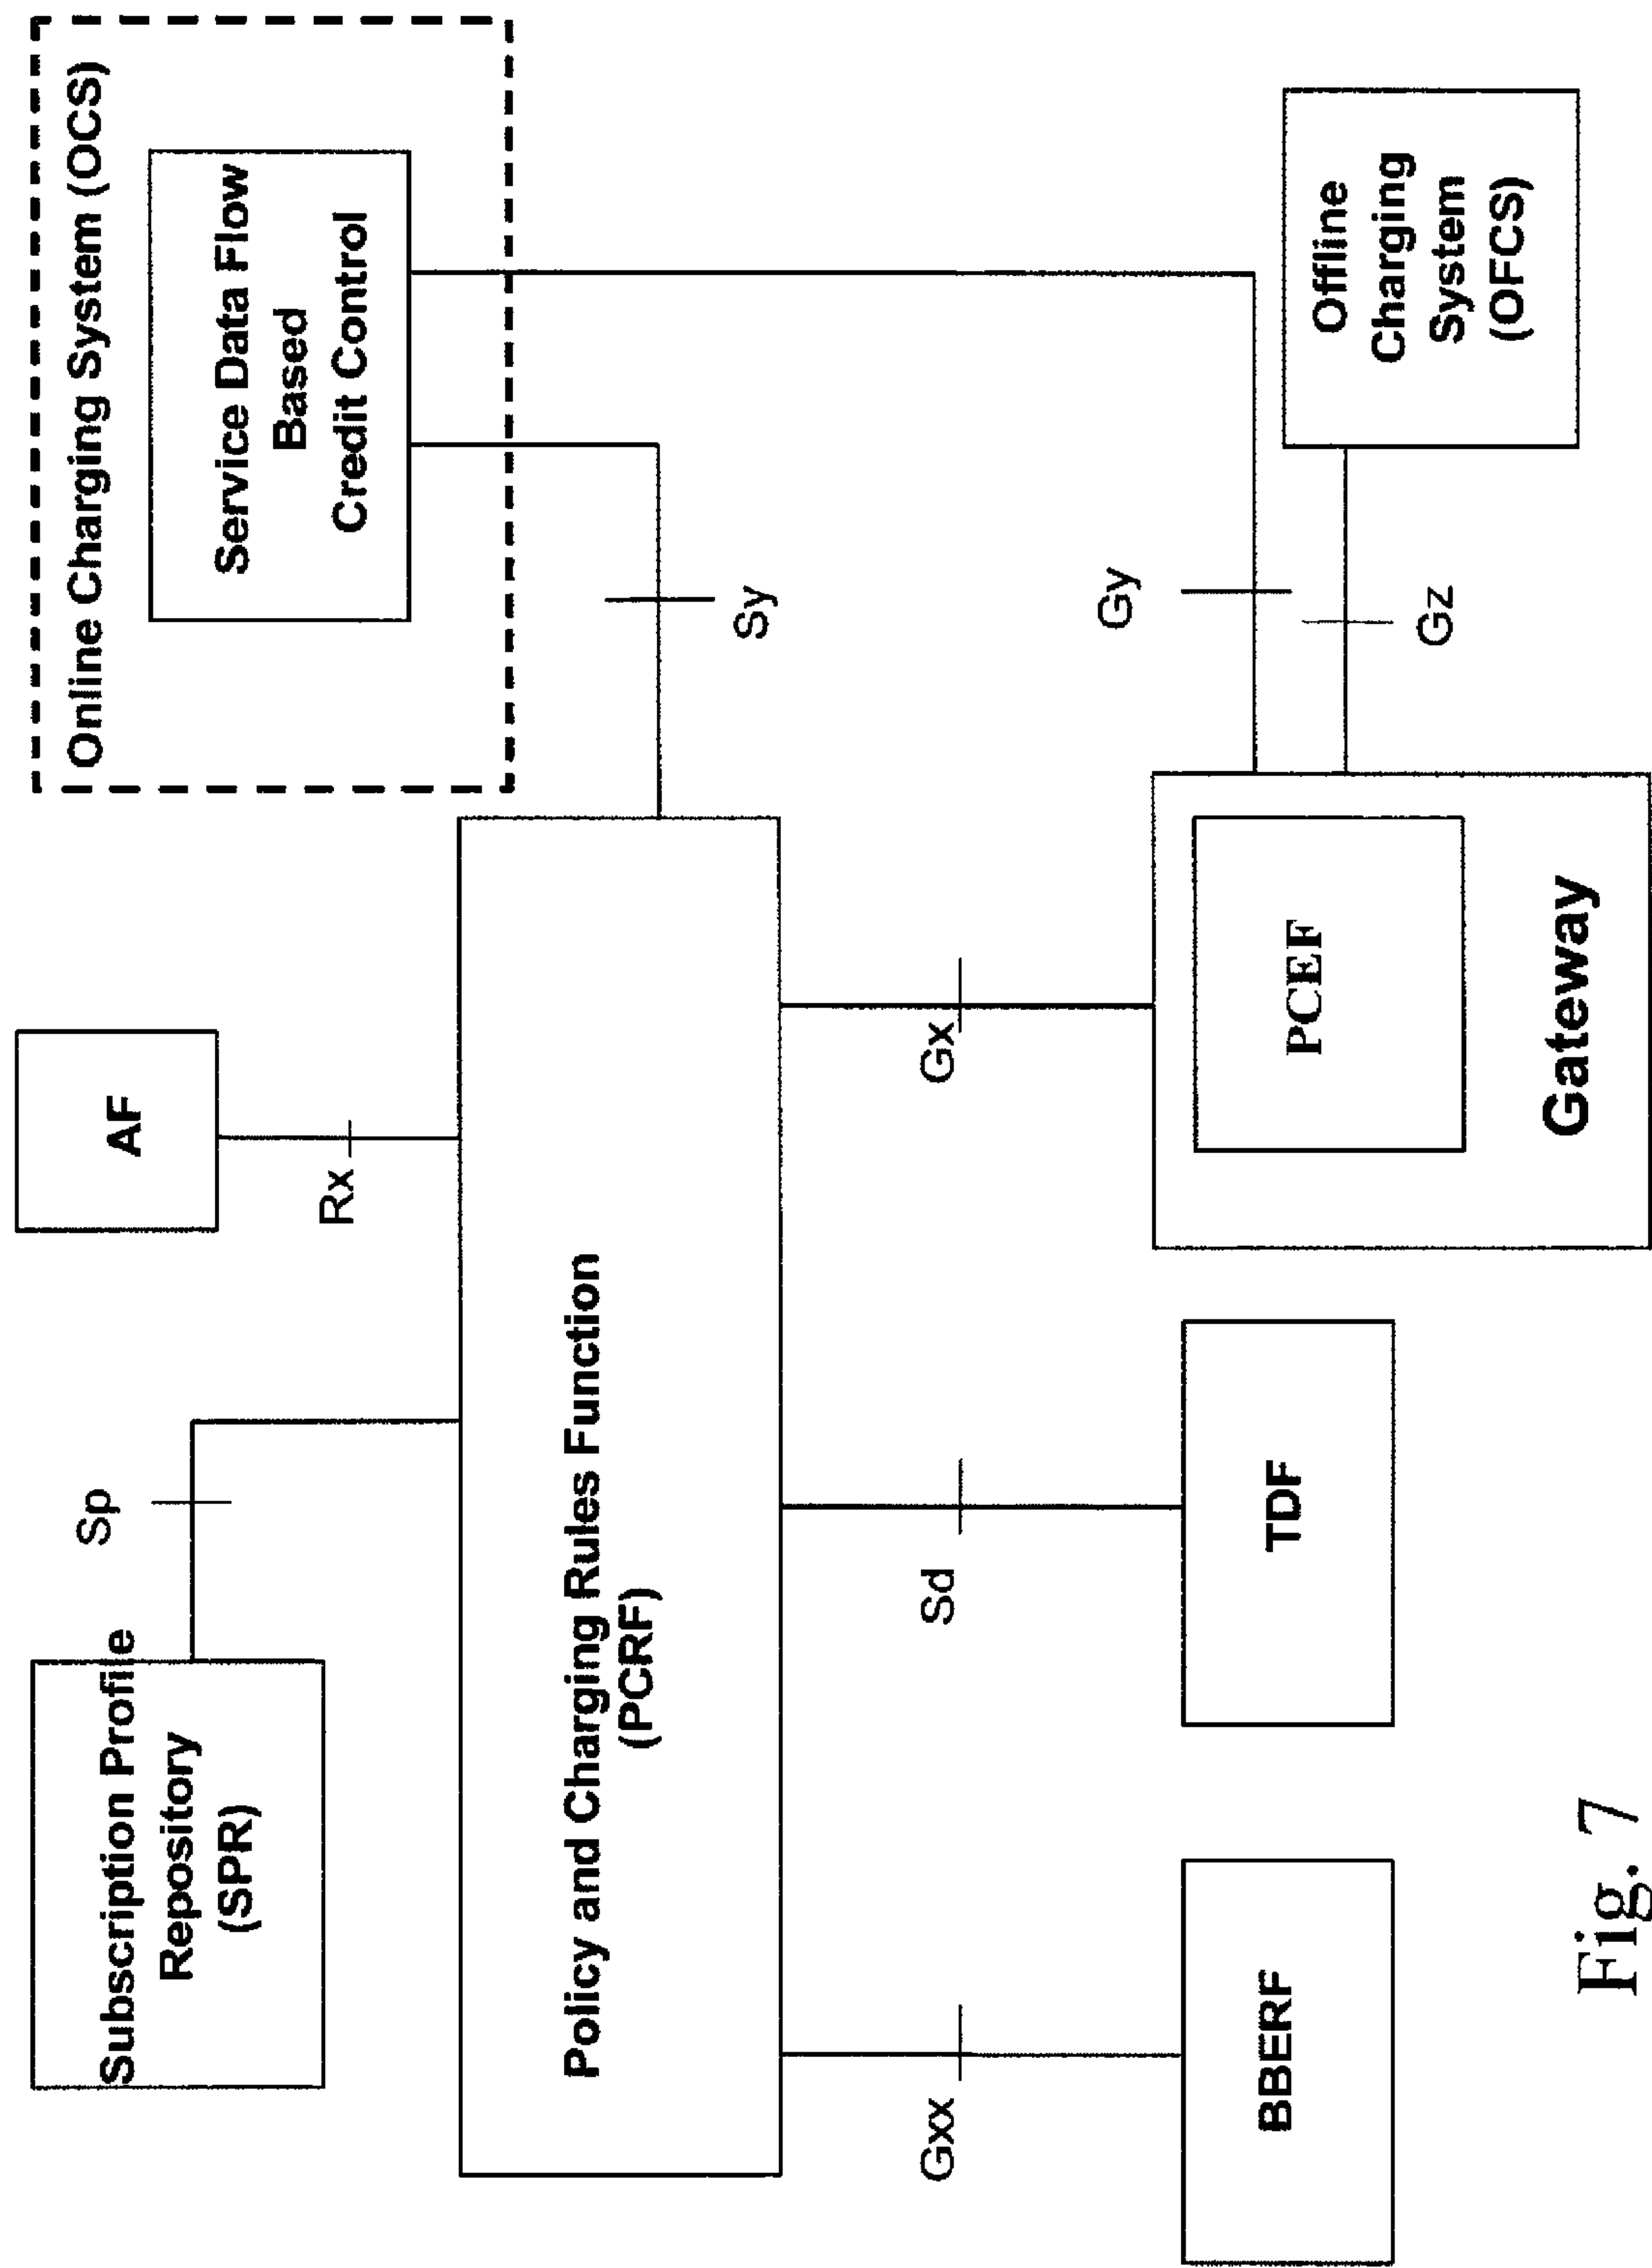 Subscription Profile
Repository
(SPR)
Sp
AF
Rx
Online Charging System (OCS)
Service Data Flow
Based
Credit Control
Policy and Charging Rules Function
(PCRF)
Sy
Gxx
Sd
Gx
Gy
Gz
BBERF
TDF
PCEF
Gateway
Offline
Charging
System
(OFCS)
Fig. 7